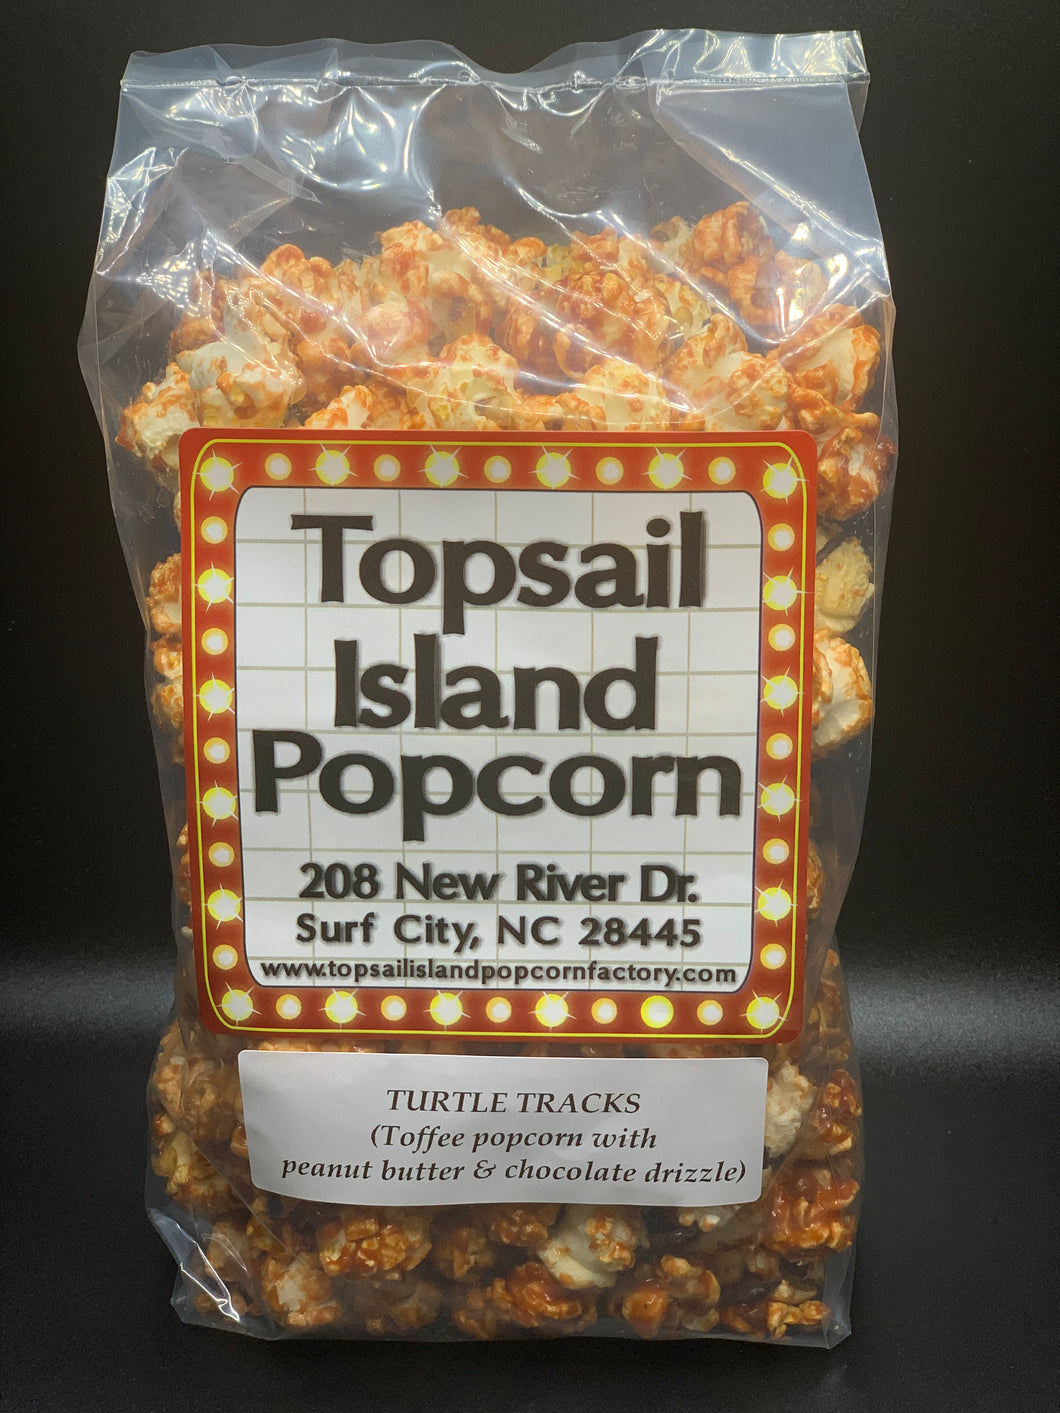 Topsail
Island
Popcorn
208 New River Dr.
Surf City, NC 28445
www.topsailislandpopcornfactory.com
TURTLE TRACKS
(Toffee popcorn with
peanut butter & chocolate drizzle)